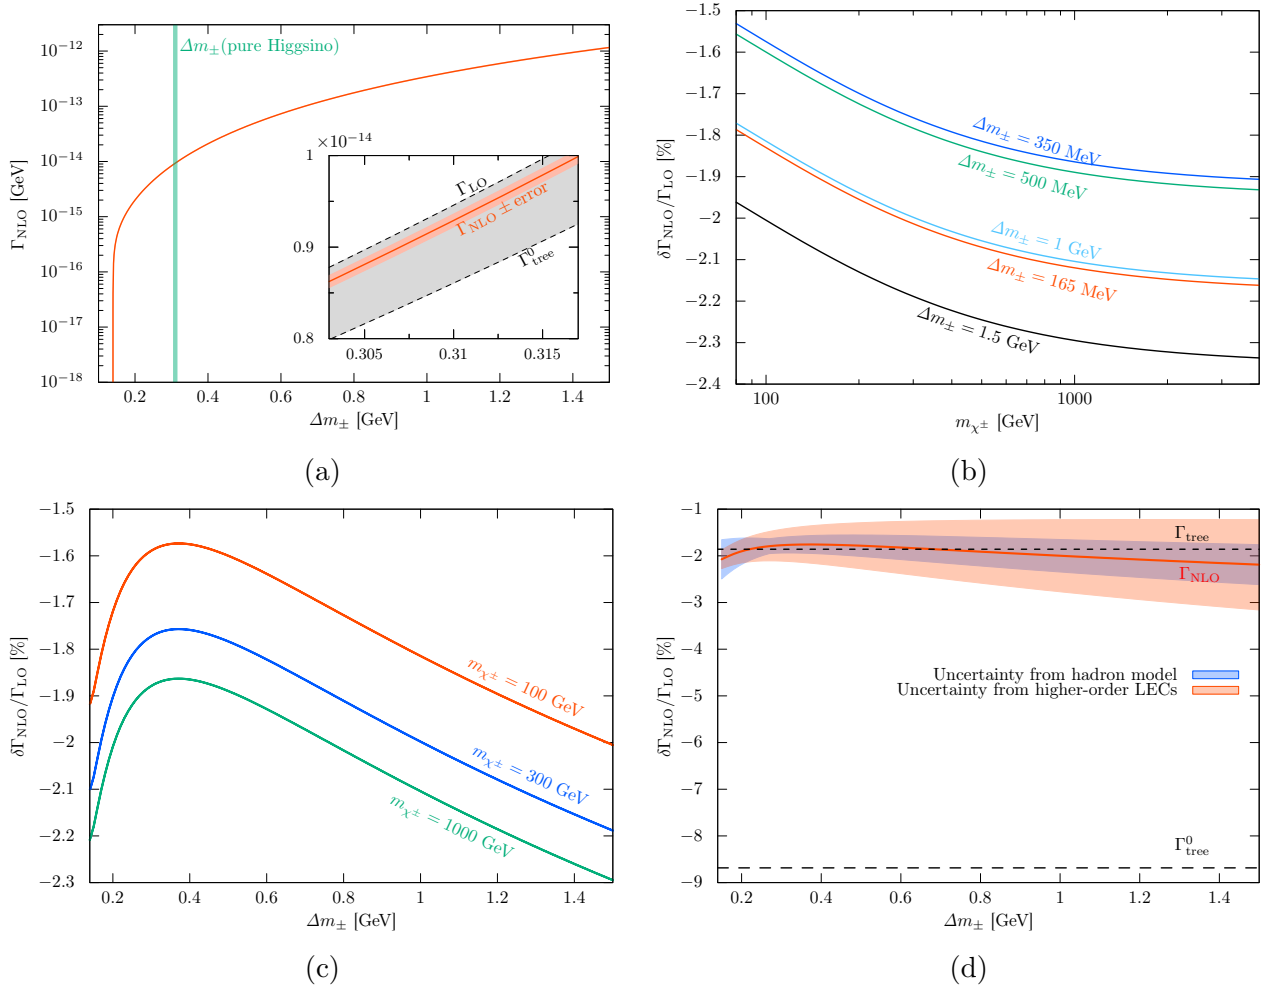 10⁻¹²
10⁻¹³
10⁻¹⁴
10⁻¹⁵
10⁻¹⁶
10⁻¹⁷
10⁻¹⁸
Γ_NLO [GeV]
Δm±(pure Higgsino)
×10⁻¹⁴
1
0.9
0.8
Γ_LO
Γ_NLO ± error
Γ⁰_tree
0.305 0.31 0.315
0.2 0.4 0.6 0.8 1 1.2 1.4
Δm± [GeV]
(a)
−1.5
−1.6
−1.7
−1.8
−1.9
−2
−2.1
−2.2
−2.3
−2.4
δΓ_NLO/Γ_LO [%]
Δm± = 350 MeV
Δm± = 500 MeV
Δm± = 1 GeV
Δm± = 165 MeV
Δm± = 1.5 GeV
100 1000
m_χ± [GeV]
(b)
−1.5
−1.6
−1.7
−1.8
−1.9
−2
−2.1
−2.2
−2.3
δΓ_NLO/Γ_LO [%]
m_χ± = 100 GeV
m_χ± = 300 GeV
m_χ± = 1000 GeV
0.2 0.4 0.6 0.8 1 1.2 1.4
Δm± [GeV]
(c)
−1
−2
−3
−4
−5
−6
−7
−8
−9
δΓ_NLO/Γ_LO [%]
Γ_tree
Γ_NLO
Uncertainty from hadron model
Uncertainty from higher-order LECs
Γ⁰_tree
0.2 0.4 0.6 0.8 1 1.2 1.4
Δm± [GeV]
(d)